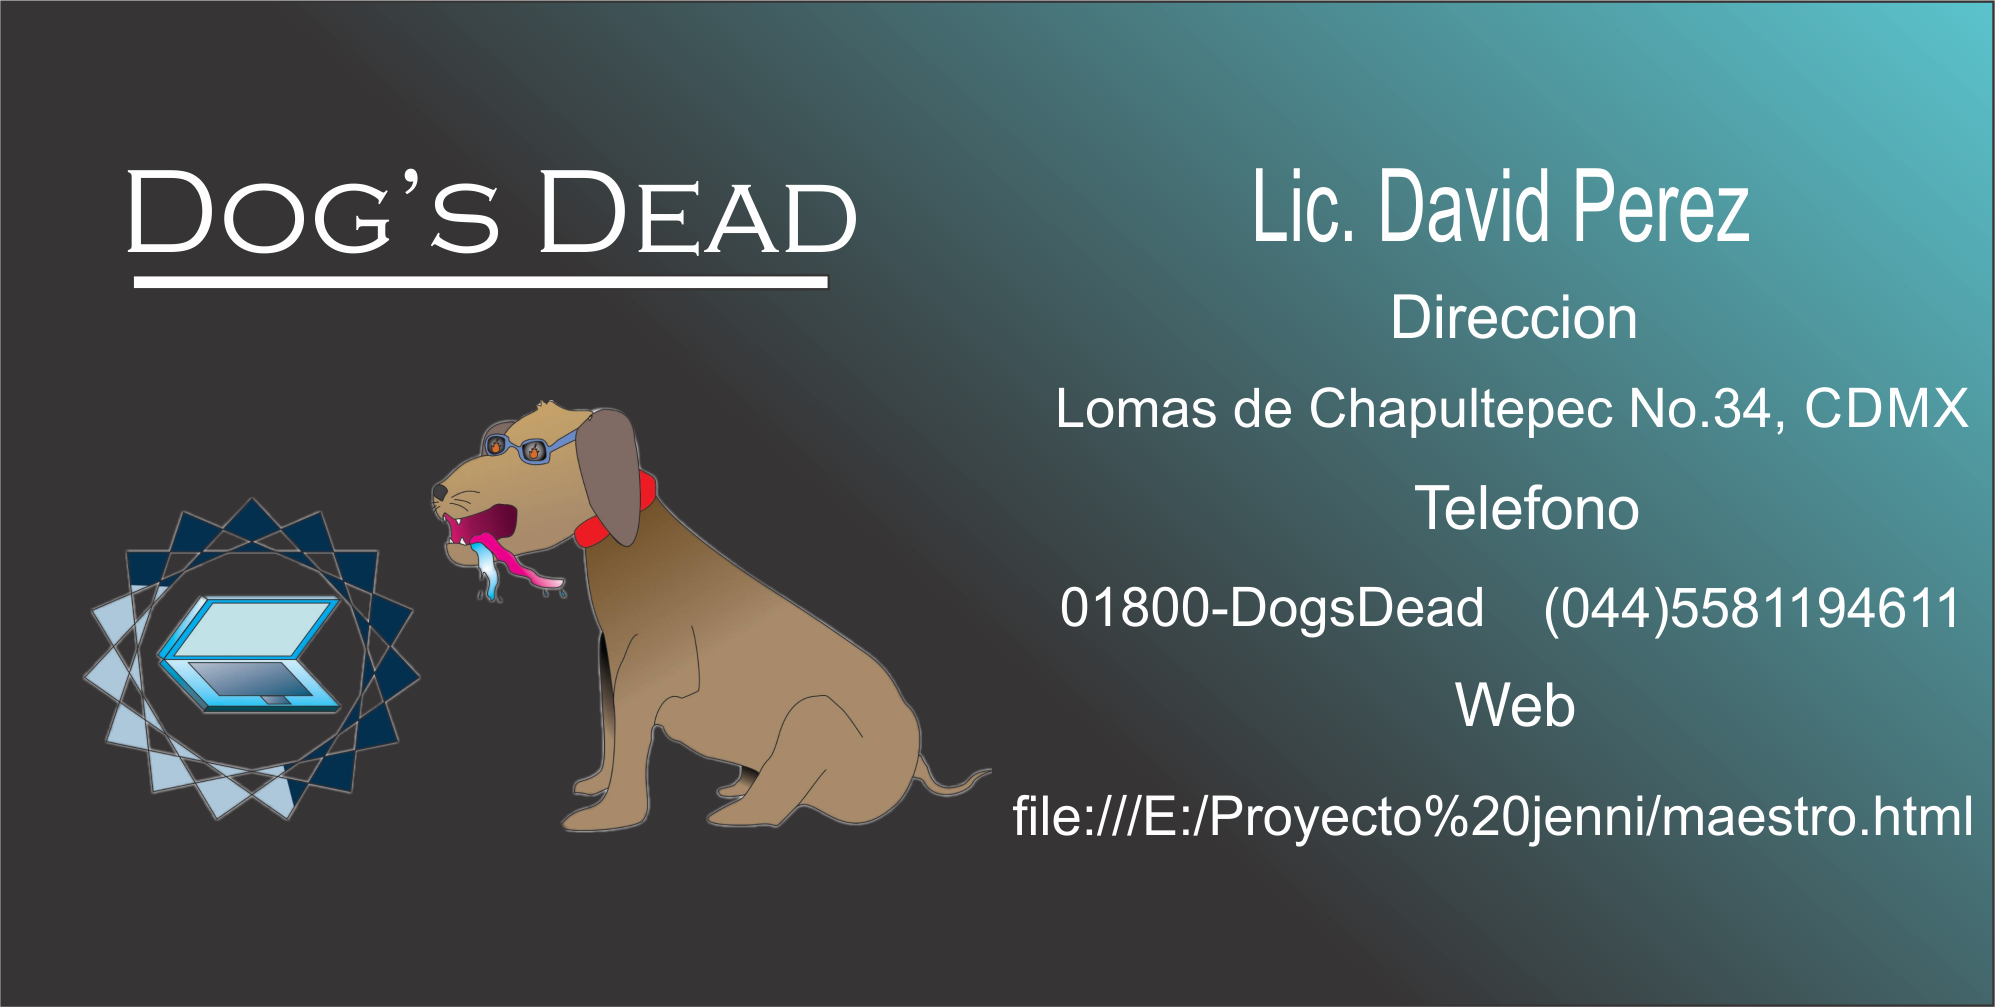 Dog’s Dead
Lic. David Perez
Direccion
Lomas de Chapultepec No.34, CDMX
Telefono
01800-DogsDead (044)5581194611
Web
file:///E:/Proyecto%20jenni/maestro.html